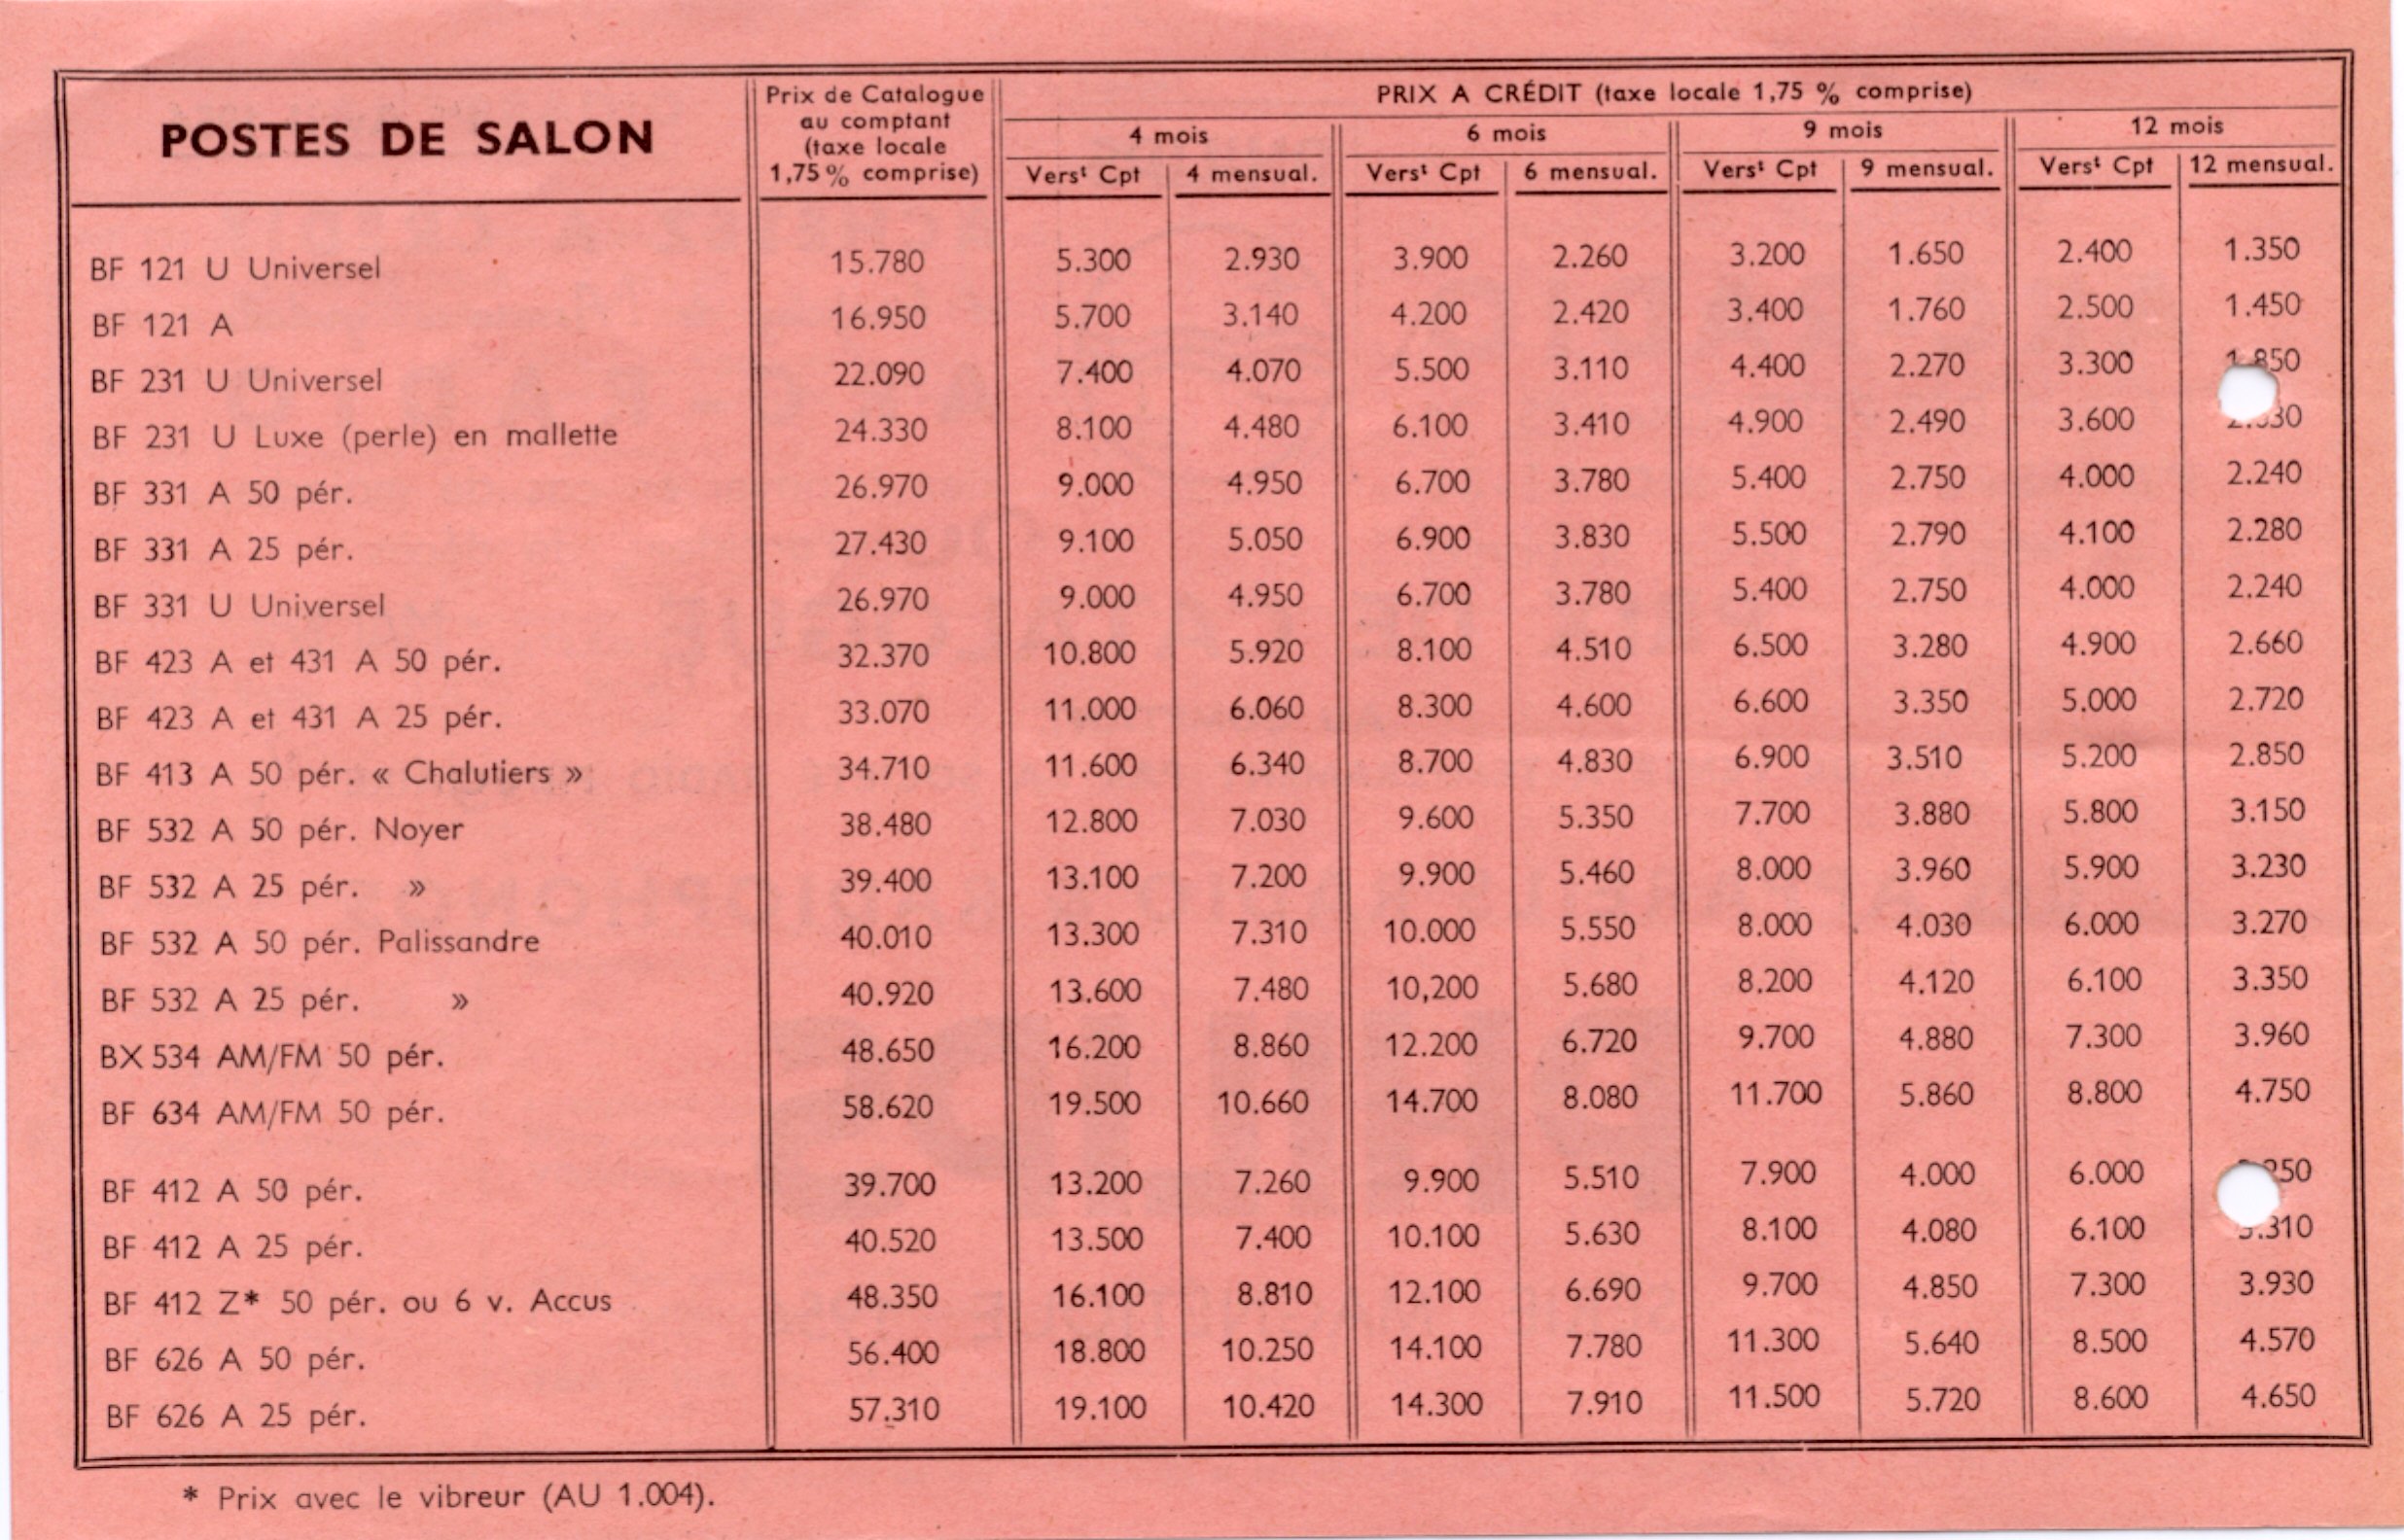 POSTES DE SALON
Prix de Catalogue
au comptant
(taxe locale
1,75 % comprise)
PRIX A CRÉDIT (taxe locale 1,75 % comprise)
4 mois 6 mois 9 mois 12 mois
Verst Cpt 4 mensual. Verst Cpt 6 mensual. Verst Cpt 9 mensual. Verst Cpt 12 mensual.
BF 121 U Universel 15.780 5.300 2.930 3.900 2.260 3.200 1.650 2.400 1.350
BF 121 A 16.950 5.700 3.140 4.200 2.420 3.400 1.760 2.500 1.450
BF 231 U Universel 22.090 7.400 4.070 5.500 3.110 4.400 2.270 3.300 1.850
BF 231 U Luxe (perle) en mallette 24.330 8.100 4.480 6.100 3.410 4.900 2.490 3.600
BF 331 A 50 pér. 26.970 9.000 4.950 6.700 3.780 5.400 2.750 4.000 2.240
BF 331 A 25 pér. 27.430 9.100 5.050 6.900 3.830 5.500 2.790 4.100 2.280
BF 331 U Universel 26.970 9.000 4.950 6.700 3.780 5.400 2.750 4.000 2.240
BF 423 A et 431 A 50 pér. 32.370 10.800 5.920 8.100 4.510 6.500 3.280 4.900 2.660
BF 423 A et 431 A 25 pér. 33.070 11.000 6.060 8.300 4.600 6.600 3.350 5.000 2.720
BF 413 A 50 pér. « Chalutiers » 34.710 11.600 6.340 8.700 4.830 6.900 3.510 5.200 2.850
BF 532 A 50 pér. Noyer 38.480 12.800 7.030 9.600 5.350 7.700 3.880 5.800 3.150
BF 532 A 25 pér. » 39.400 13.100 7.200 9.900 5.460 8.000 3.960 5.900 3.230
BF 532 A 50 pér. Palissandre 40.010 13.300 7.310 10.000 5.550 8.000 4.030 6.000 3.270
BF 532 A 25 pér. » 40.920 13.600 7.480 10,200 5.680 8.200 4.120 6.100 3.350
BX 534 AM/FM 50 pér. 48.650 16.200 8.860 12.200 6.720 9.700 4.880 7.300 3.960
BF 634 AM/FM 50 pér. 58.620 19.500 10.660 14.700 8.080 11.700 5.860 8.800 4.750
BF 412 A 50 pér. 39.700 13.200 7.260 9.900 5.510 7.900 4.000 6.000
BF 412 A 25 pér. 40.520 13.500 7.400 10.100 5.630 8.100 4.080 6.100 3.310
BF 412 Z* 50 pér. ou 6 v. Accus 48.350 16.100 8.810 12.100 6.690 9.700 4.850 7.300 3.930
BF 626 A 50 pér. 56.400 18.800 10.250 14.100 7.780 11.300 5.640 8.500 4.570
BF 626 A 25 pér. 57.310 19.100 10.420 14.300 7.910 11.500 5.720 8.600 4.650
* Prix avec le vibreur (AU 1.004).